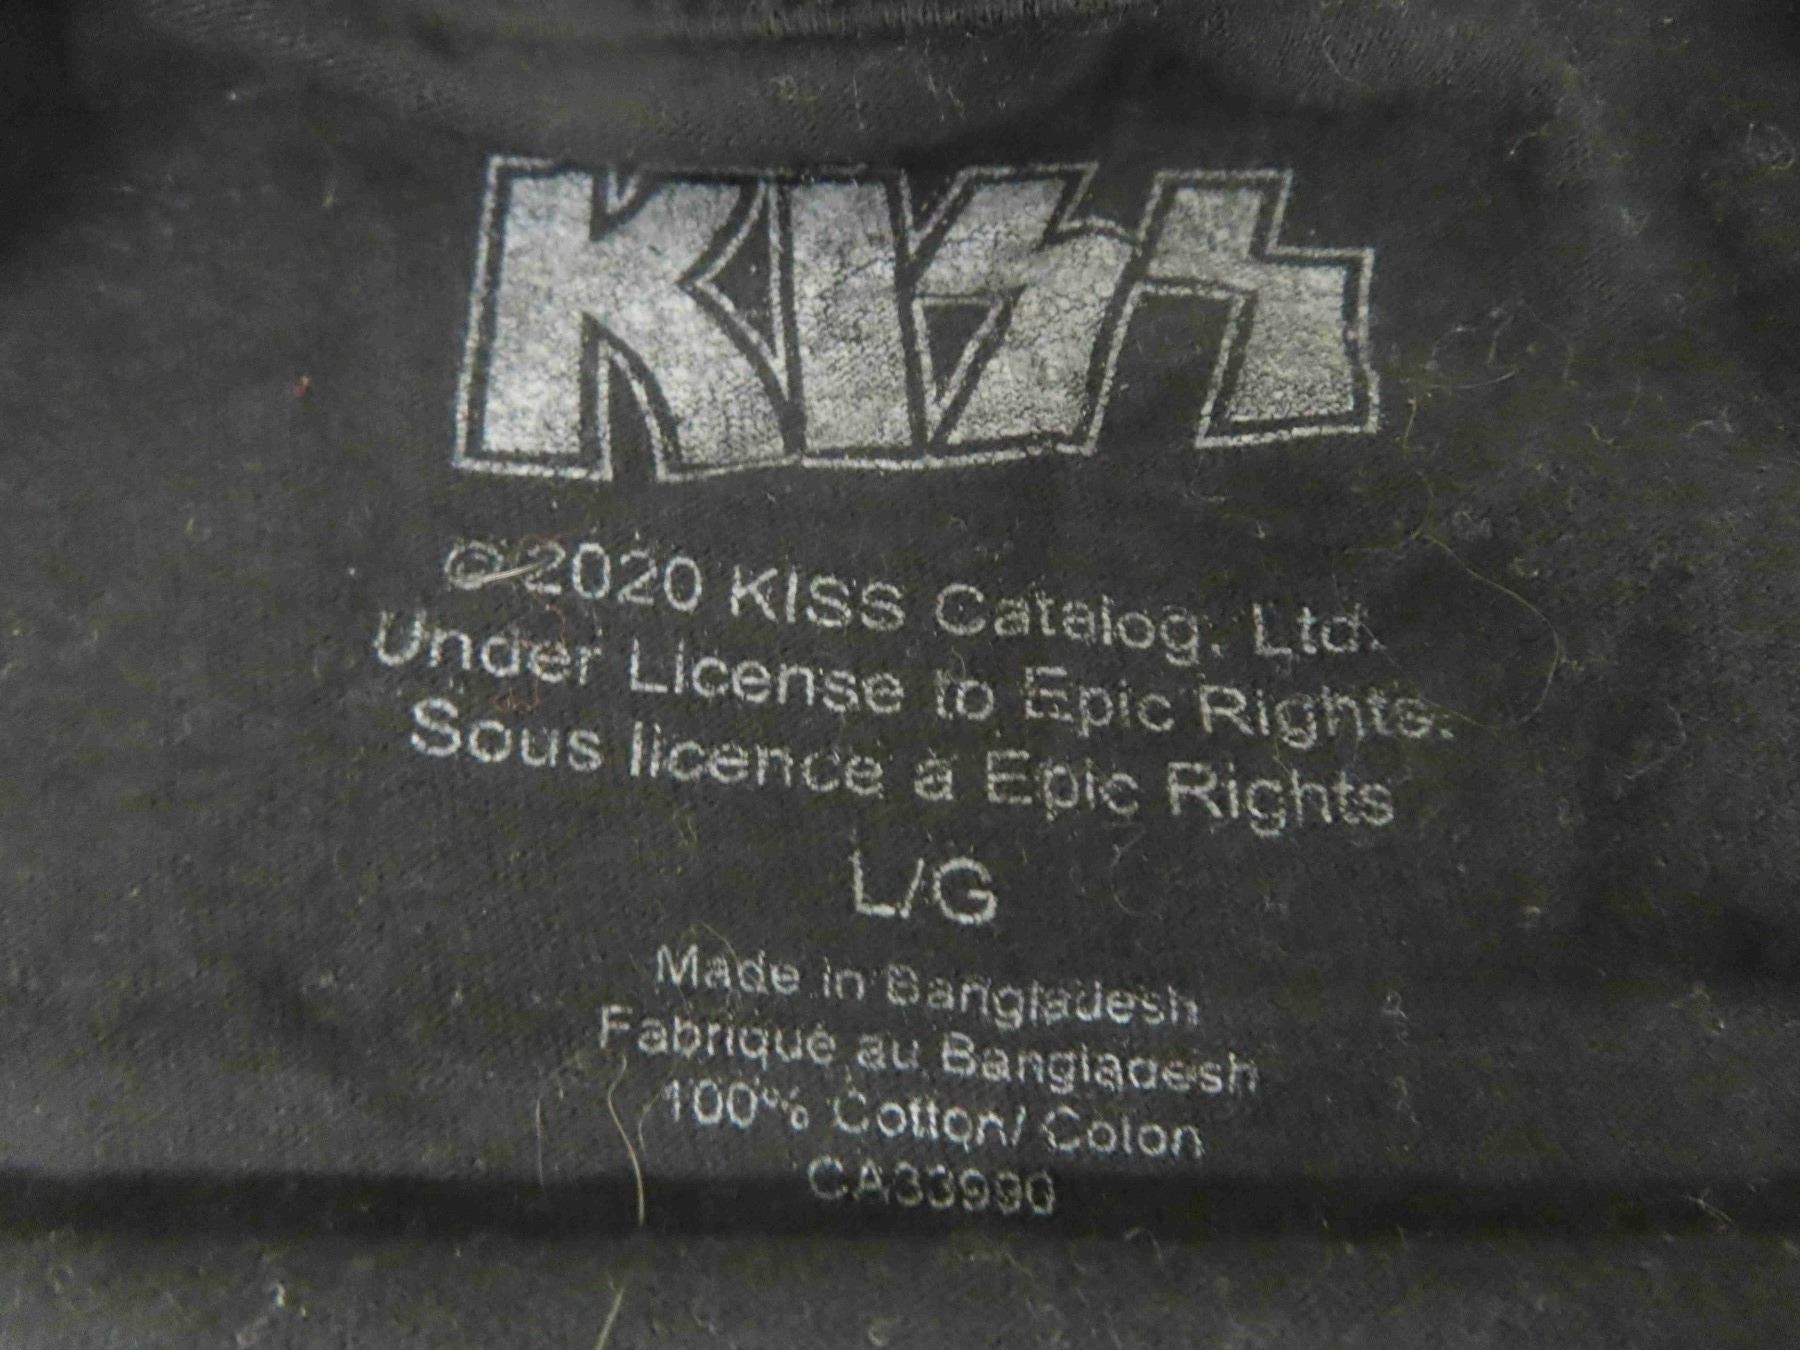 KISS
© 2020 KISS Catalog, Ltd.
Under License to Epic Rights.
Sous licence à Epic Rights
L/G
Made in Bangladesh
Fabriqué au Bangladesh
100% Cotton/ Coton
CA33990